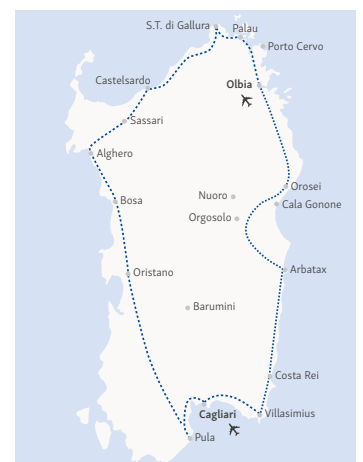 S.T. di Gallura
Palau
Porto Cervo
Castelsardo
Olbia
Sassari
Alghero
Orosei
Nuoro
Bosa
Cala Gonone
Orgosolo
Arbatax
Oristano
Barumini
Costa Rei
Cagliari
Villasimius
Pula